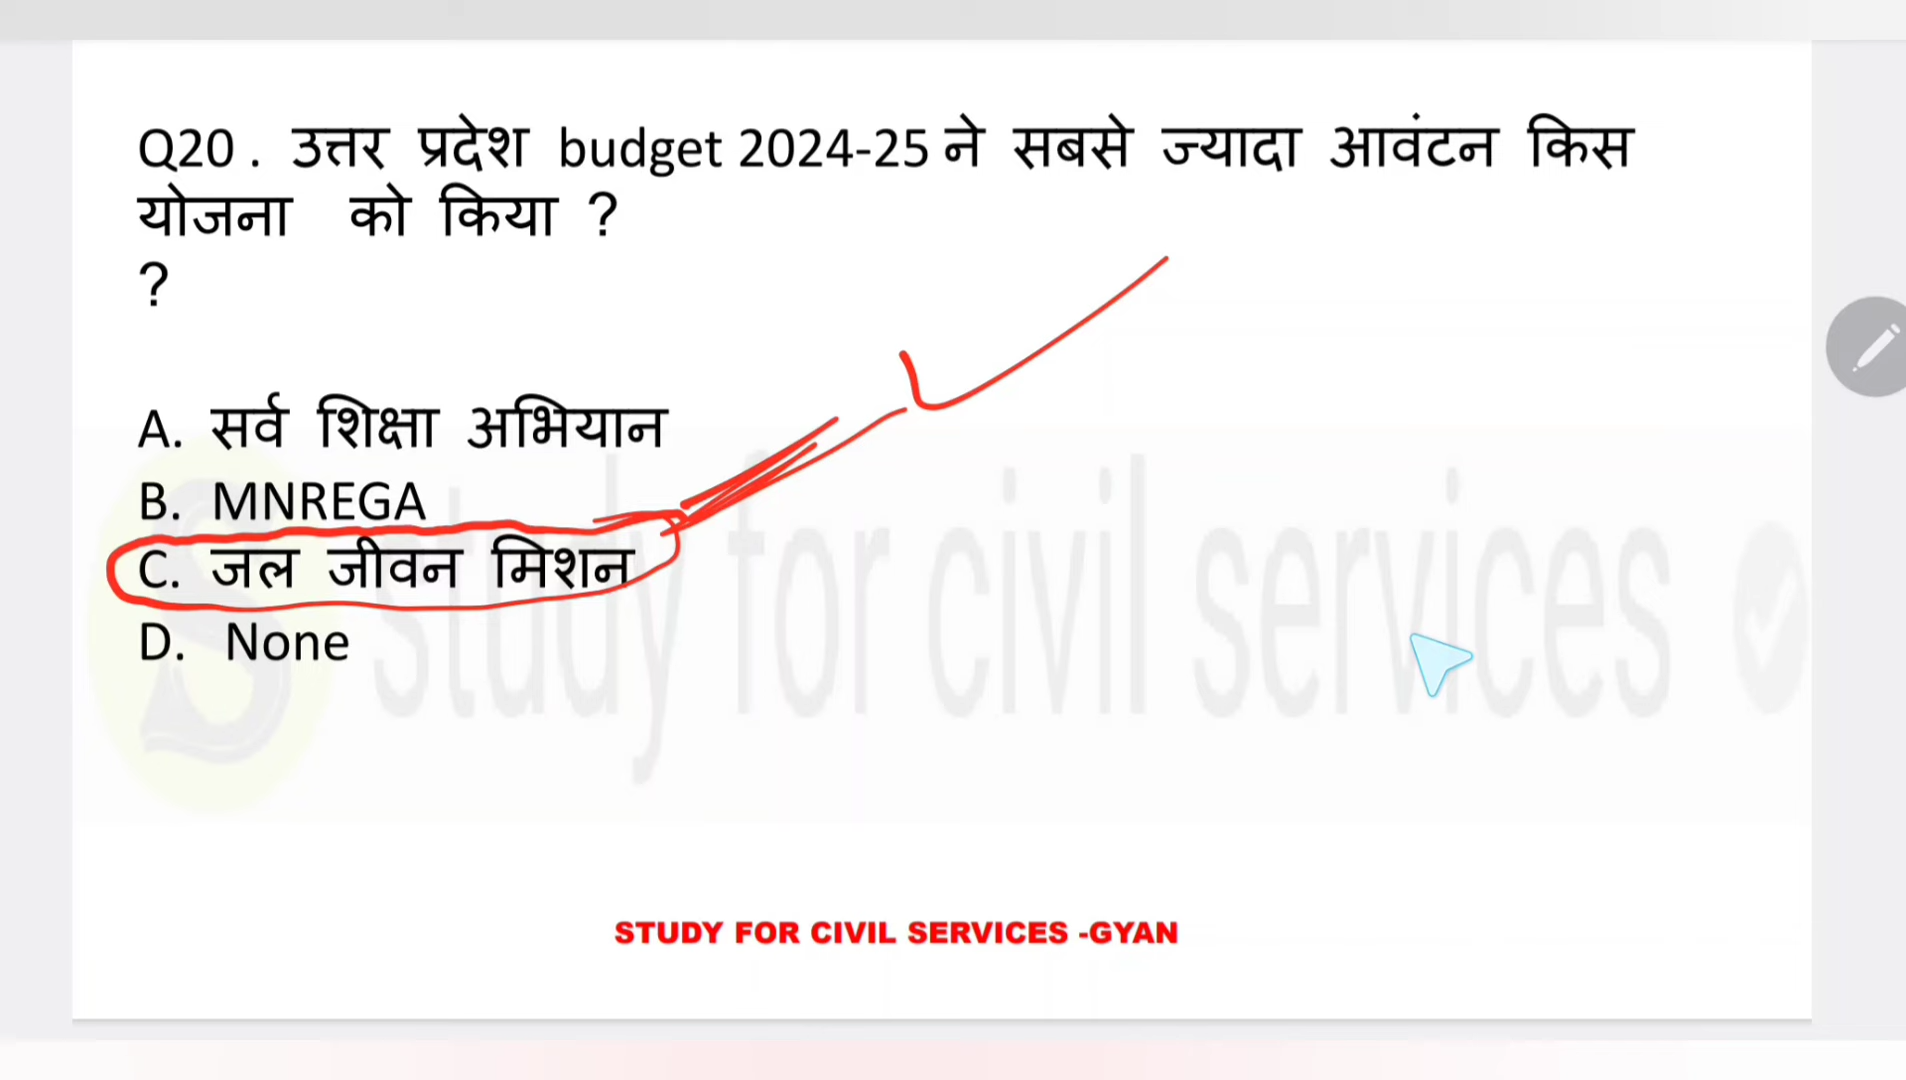 Q20 . उत्तर प्रदेश budget 2024-25 ने सबसे ज्यादा आवंटन किस
योजना को किया ?
?
A. सर्व शिक्षा अभियान
B. MNREGA
C. जल जीवन मिशन
D. None
study for civil services
STUDY FOR CIVIL SERVICES -GYAN